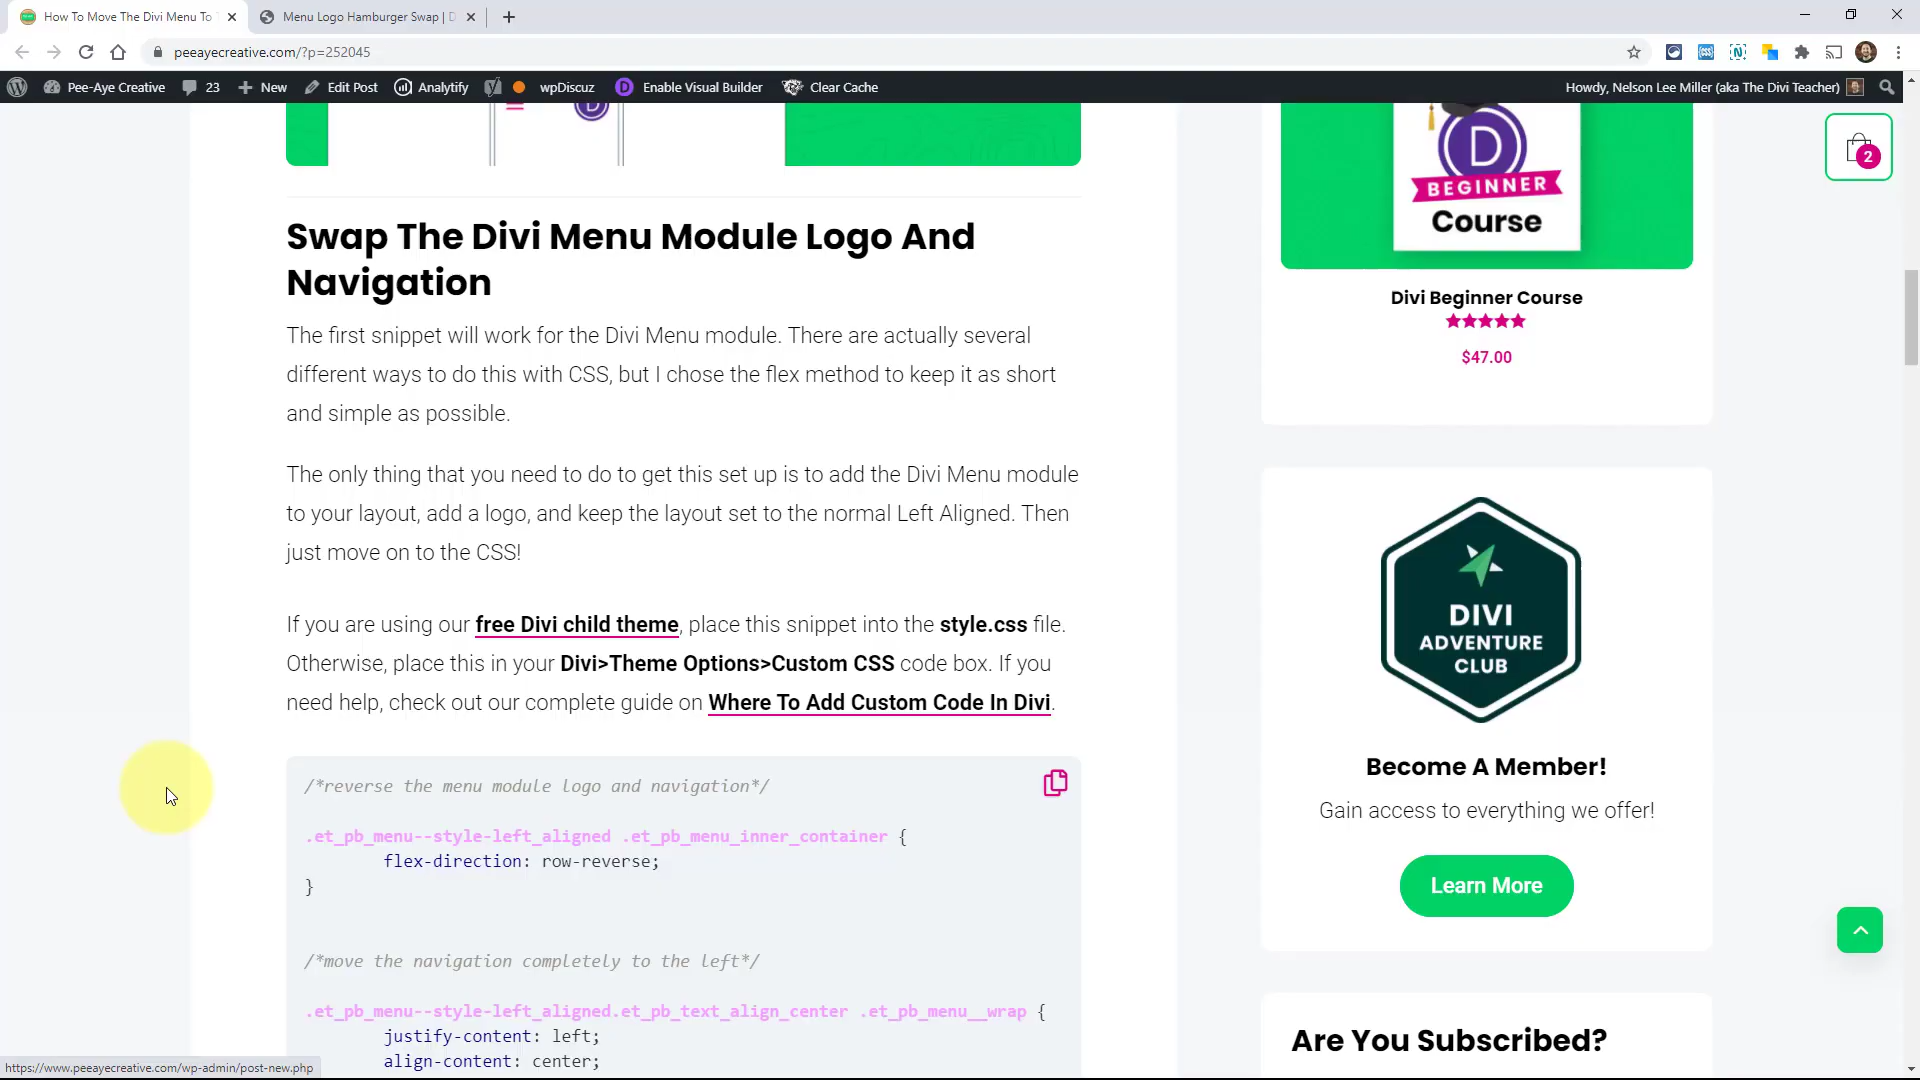 How To Move The Divi Menu To
Menu Logo Hamburger Swap | D
peeayecreative.com/?p=252045
Pee-Aye Creative
23
New
Edit Post
Analytify
wpDiscuz
D
Enable Visual Builder
Clear Cache
Howdy, Nelson Lee Miller (aka The Divi Teacher)
2
D
BEGINNER
Course
Divi Beginner Course
$47.00
Swap The Divi Menu Module Logo And
Navigation
The first snippet will work for the Divi Menu module. There are actually several
different ways to do this with CSS, but I chose the flex method to keep it as short
and simple as possible.
The only thing that you need to do to get this set up is to add the Divi Menu module
to your layout, add a logo, and keep the layout set to the normal Left Aligned. Then
just move on to the CSS!
If you are using our free Divi child theme, place this snippet into the style.css file.
Otherwise, place this in your Divi>Theme Options>Custom CSS code box. If you
need help, check out our complete guide on Where To Add Custom Code In Divi.
/*reverse the menu module logo and navigation*/
.et_pb_menu--style-left_aligned .et_pb_menu_inner_container {
flex-direction: row-reverse;
}
/*move the navigation completely to the left*/
.et_pb_menu--style-left_aligned.et_pb_text_align_center .et_pb_menu__wrap {
justify-content: left;
align-content: center;
DIVI
ADVENTURE
CLUB
Become A Member!
Gain access to everything we offer!
Learn More
Are You Subscribed?
https://www.peeayecreative.com/wp-admin/post-new.php